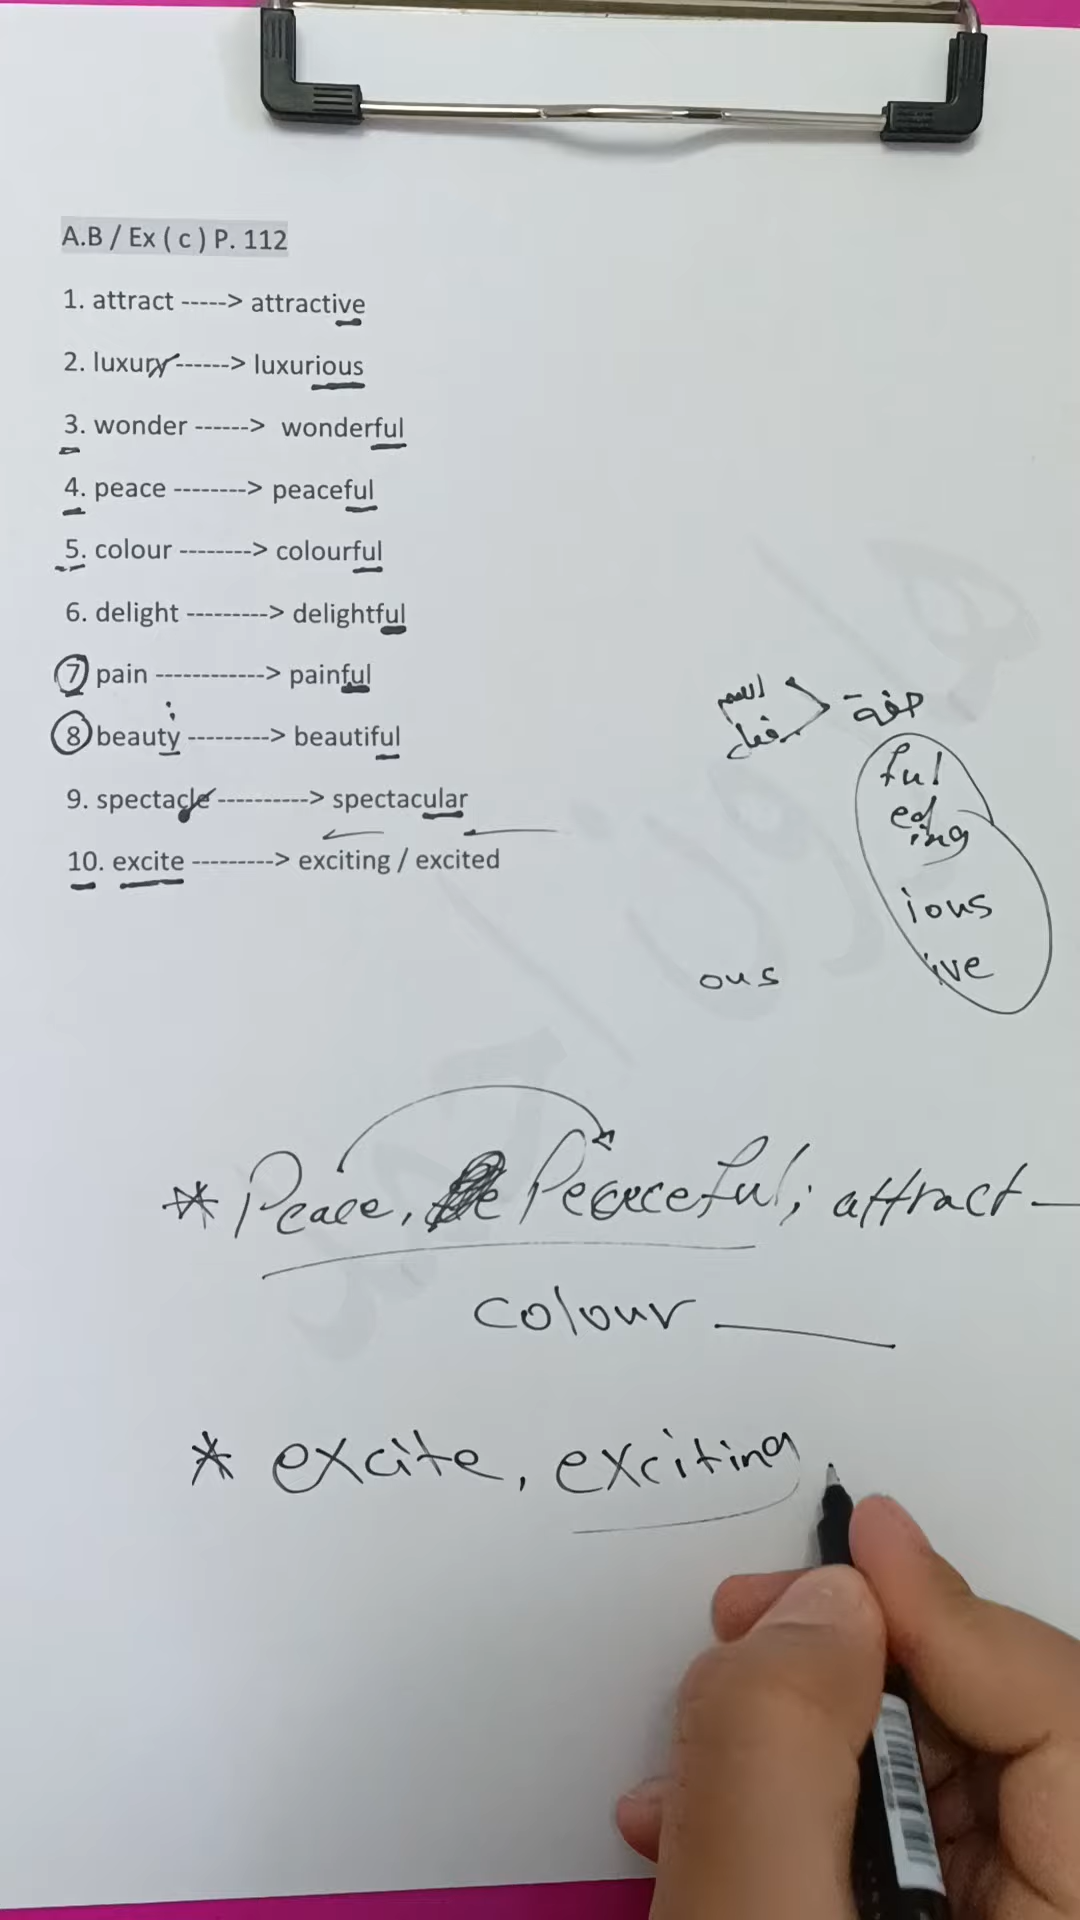 A.B / Ex ( c ) P. 112
1. attract -----> attractive
2. luxury ------> luxurious
3. wonder ------> wonderful
4. peace --------> peaceful
5. colour --------> colourful
6. delight ---------> delightful
7 pain ------------> painful
8 beauty ---------> beautiful
9. spectacle ----------> spectacular
10. excite ---------> exciting / excited
اسم
فعل
صفة
ful
ed
ing
ious
ive
ous
* Peace, Peaceful; attract —
colour ____
* excite, exciting